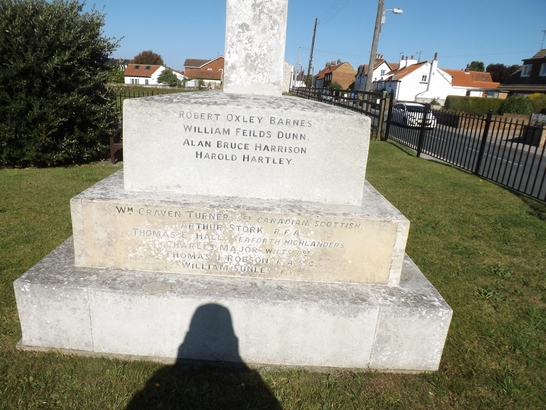 ROBERT OXLEY BARNES
WILLIAM FEILDS DUNN
ALAN BRUCE HARRISON
HAROLD HARTLEY.
WM CRAVEN TURNER CANADIAN SCOTTISH
ARTHUR STORK R.F.A.
THOMAS E. HALL SEAFORTH HIGHLANDERS
CHARLES MAJOR WILTS
THOMAS J ROBSON
WILLIAM SUNLEY